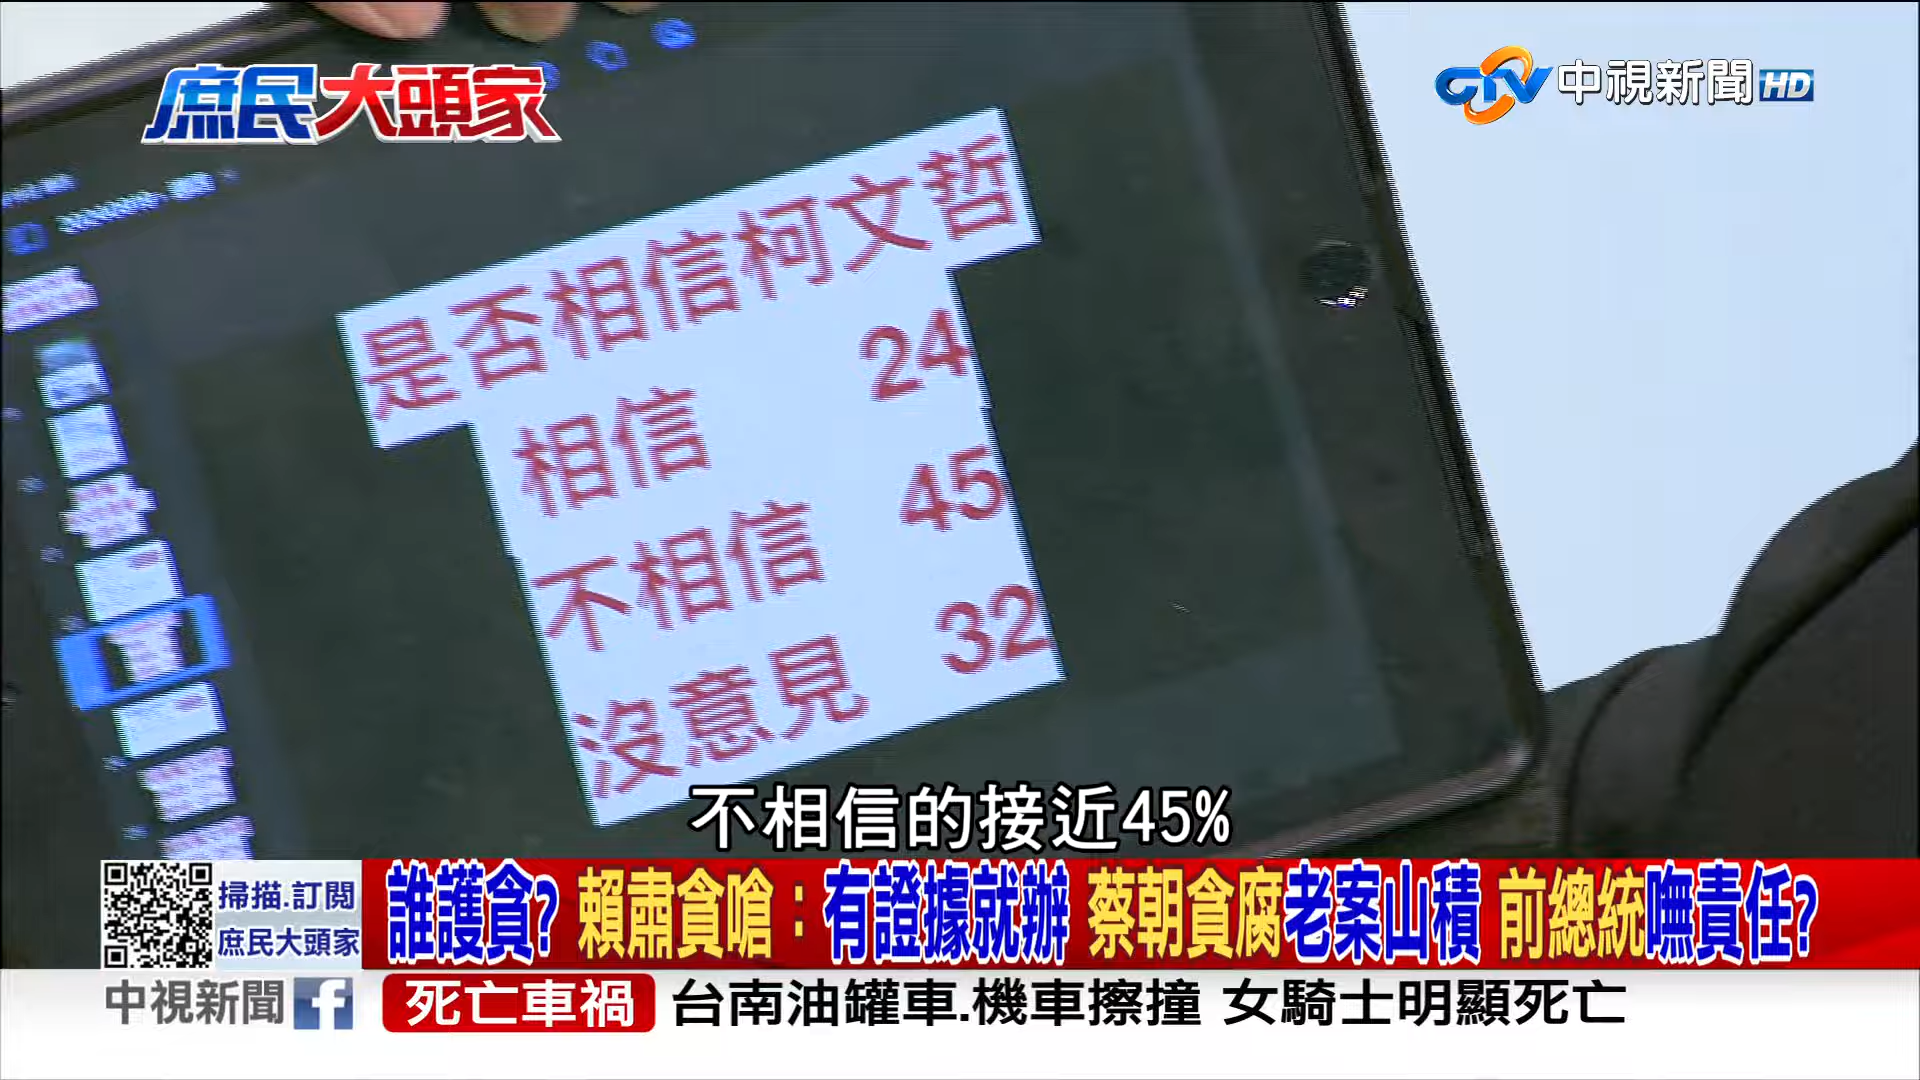 庶民大頭家
CTV中視新聞HD
是否相信柯文哲
相信 24
不相信 45
沒意見 32
不相信的接近45%
掃描.訂閱
庶民大頭家
誰護貪? 賴肅貪嗆：有證據就辦 蔡朝貪腐老案山積 前總統嘸責任?
中視新聞 f
死亡車禍 台南油罐車.機車擦撞 女騎士明顯死亡